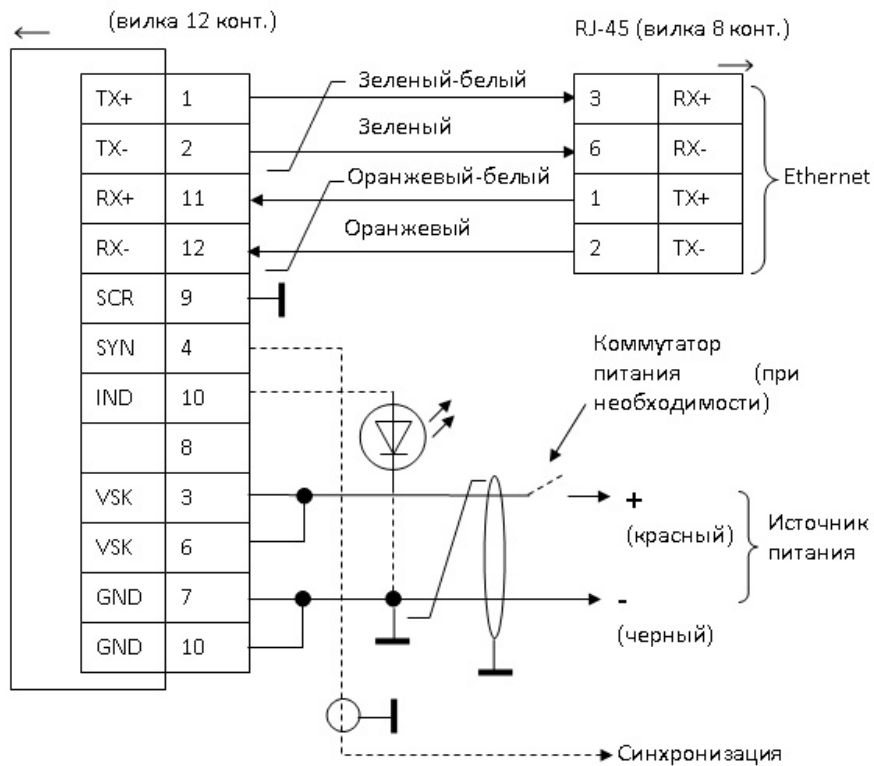 (вилка 12 конт.)
RJ-45 (вилка 8 конт.)
TX+ 1
TX- 2
RX+ 11
RX- 12
SCR 9
SYN 4
IND 10
8
VSK 3
VSK 6
GND 7
GND 10
Зеленый-белый
Зеленый
Оранжевый-белый
Оранжевый
3 RX+
6 RX-
1 TX+
2 TX-
Ethernet
Коммутатор
питания (при
необходимости)
+
(красный)
-
(черный)
Источник
питания
Синхронизация